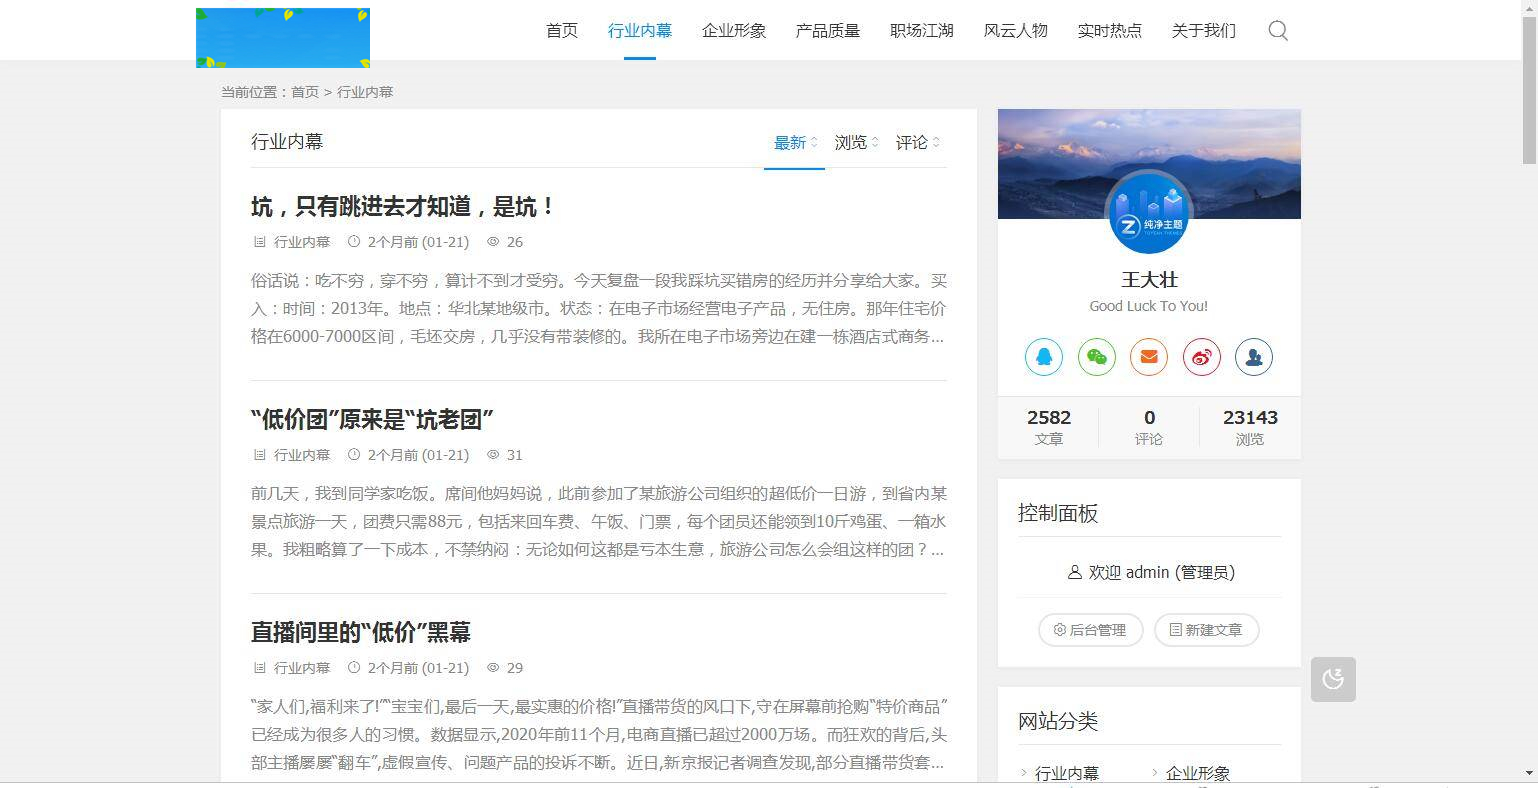 首页 行业内幕 企业形象 产品质量 职场江湖 风云人物 实时热点 关于我们
当前位置：首页 > 行业内幕
行业内幕 最新 浏览 评论
坑，只有跳进去才知道，是坑！
行业内幕 2个月前 (01-21) 26
俗话说：吃不穷，穿不穷，算计不到才受穷。今天复盘一段我踩坑买错房的经历并分享给大家。买
入：时间：2013年。地点：华北某地级市。状态：在电子市场经营电子产品，无住房。那年住宅价
格在6000-7000区间，毛坯交房，几乎没有带装修的。我所在电子市场旁边在建一栋酒店式商务...
“低价团”原来是“坑老团”
行业内幕 2个月前 (01-21) 31
前几天，我到同学家吃饭。席间他妈妈说，此前参加了某旅游公司组织的超低价一日游，到省内某
景点旅游一天，团费只需88元，包括来回车费、午饭、门票，每个团员还能领到10斤鸡蛋、一箱水
果。我粗略算了一下成本，不禁纳闷：无论如何这都是亏本生意，旅游公司怎么会组这样的团？...
直播间里的“低价”黑幕
行业内幕 2个月前 (01-21) 29
“家人们,福利来了!”“宝宝们,最后一天,最实惠的价格!”直播带货的风口下,守在屏幕前抢购“特价商品”
已经成为很多人的习惯。数据显示,2020年前11个月,电商直播已超过2000万场。而狂欢的背后,头
部主播屡屡“翻车”,虚假宣传、问题产品的投诉不断。近日,新京报记者调查发现,部分直播带货套...
Z 纯净主题
王大壮
Good Luck To You!
2582 0 23143
文章 评论 浏览
控制面板
欢迎 admin (管理员)
后台管理 新建文章
网站分类
行业内幕 企业形象